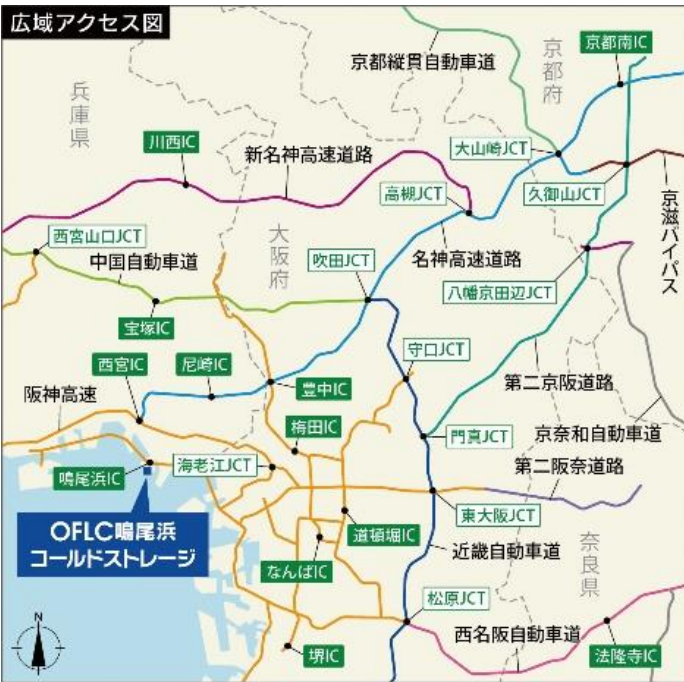 広域アクセス図
京都縦貫自動車道
京都府
京都南IC
兵庫県
川西IC
新名神高速道路
大山崎JCT
高槻JCT
久御山JCT
京滋バイパス
西宮山口JCT
大阪府
中国自動車道
吹田JCT
名神高速道路
八幡京田辺JCT
宝塚IC
西宮IC
尼崎IC
豊中IC
守口JCT
第二京阪道路
阪神高速
梅田IC
門真JCT
京奈和自動車道
鳴尾浜IC
海老江JCT
第二阪奈道路
OFLC鳴尾浜
コールドストレージ
道頓堀IC
東大阪JCT
なんばIC
近畿自動車道
奈良県
松原JCT
N
西名阪自動車道
堺IC
法隆寺IC